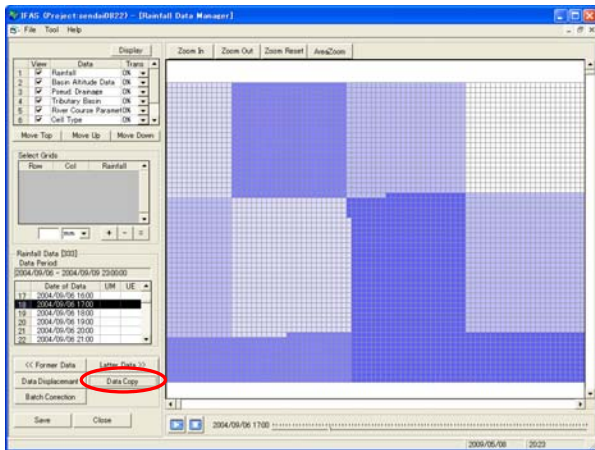 IFAS (Project:sendai0822) - [Rainfall Data Manager]
File Tool Help
Display
Zoom In Zoom Out Zoom Reset AreaZoom
View Data Trans
1 Rainfall 0%
2 Basin Altitude Data 0%
3 Pseud. Drainage 0%
4 Tributary Basin 0%
5 River Course Paramet 0%
6 Cell Type 0%
Move Top Move Up Move Down
Select Grids
Row Col Rainfall
mm + - =
Rainfall Data [333]
Data Period
2004/09/06 - 2004/09/09 23:00:00
Date of Data UM UE
17 2004/09/06 16:00
18 2004/09/06 17:00
19 2004/09/06 18:00
20 2004/09/06 19:00
21 2004/09/06 20:00
22 2004/09/06 21:00
<< Former Data Latter Data >>
Data Displacement Data Copy
Batch Correction
Save Close
2004/09/06 17:00
2009/05/08 20:23